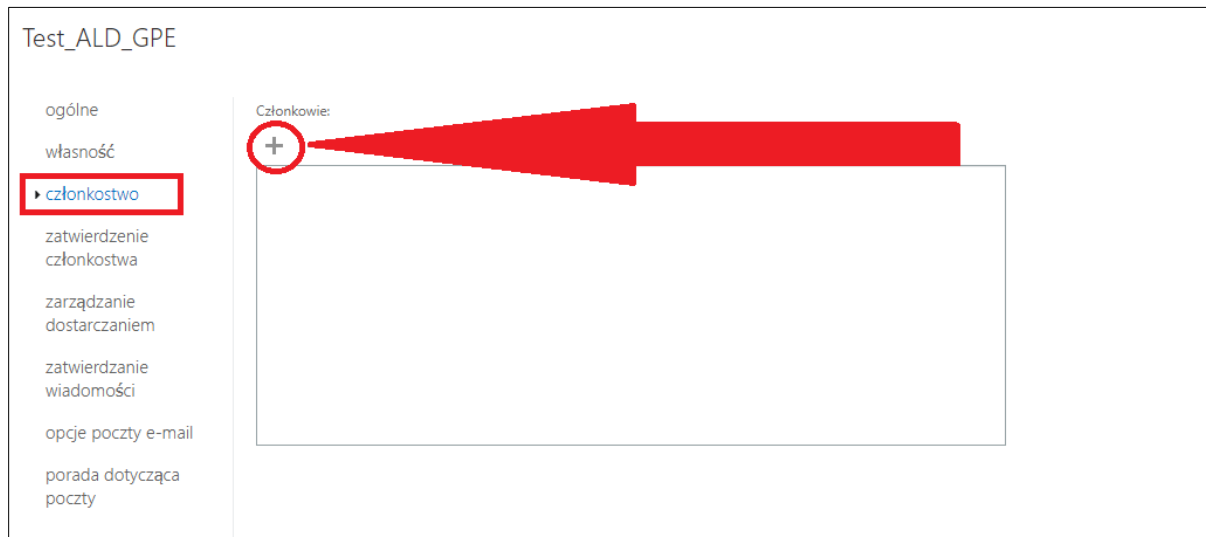 Test_ALD_GPE
ogólne
własność
członkostwo
zatwierdzenie
członkostwa
zarządzanie
dostarczaniem
zatwierdzanie
wiadomości
opcje poczty e-mail
porada dotycząca
poczty
Członkowie: